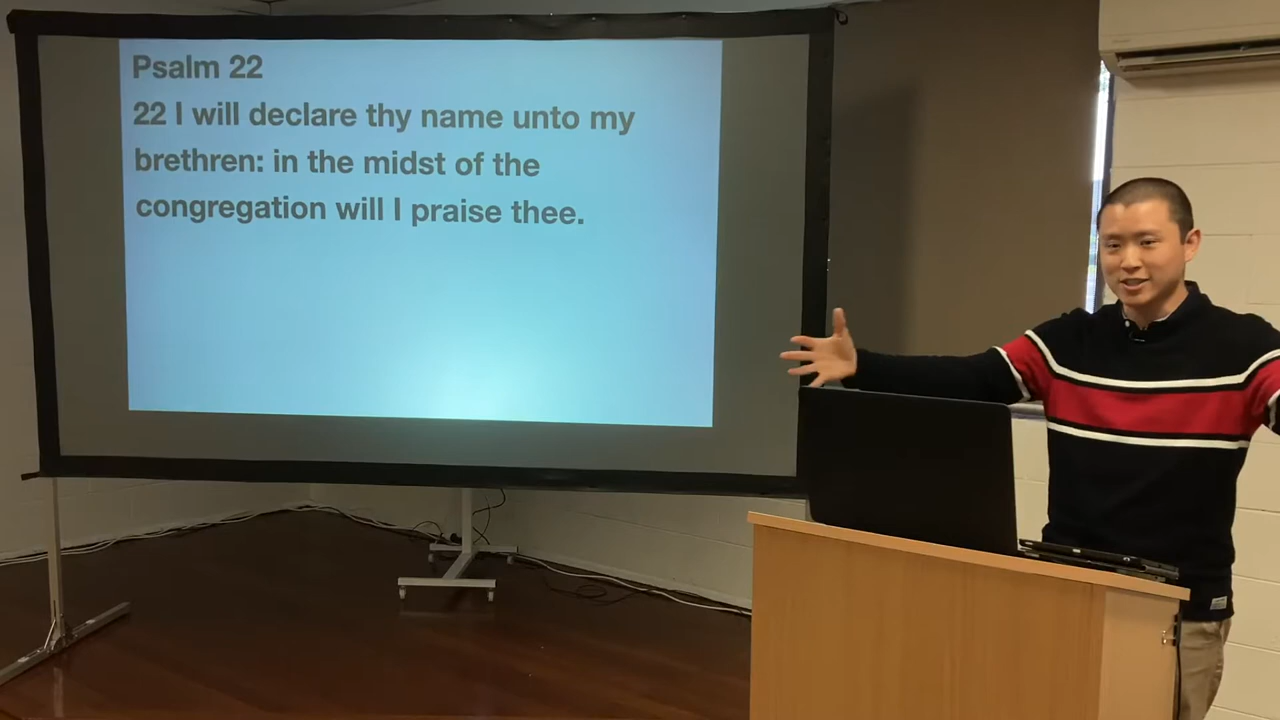 Psalm 22
22 I will declare thy name unto my
brethren: in the midst of the
congregation will I praise thee.